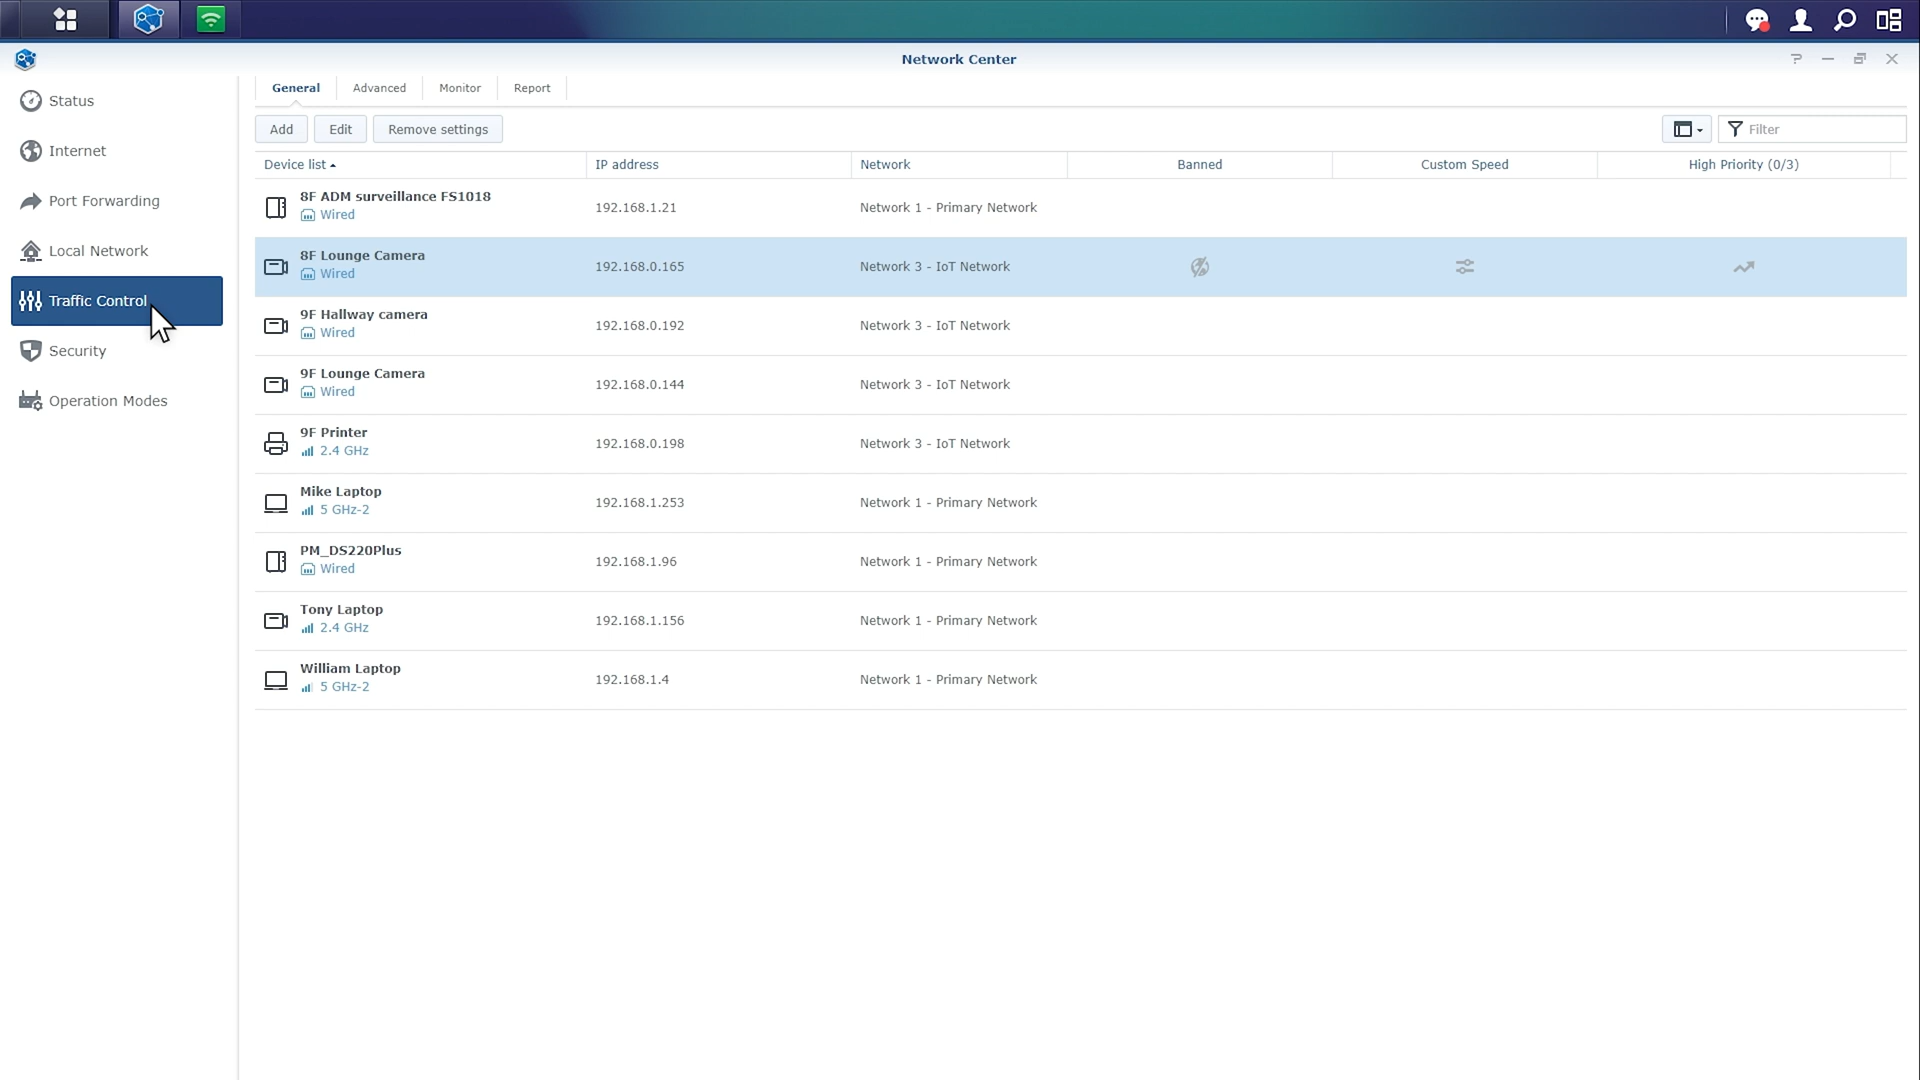 Network Center
Status
Internet
Port Forwarding
Local Network
Traffic Control
Security
Operation Modes
General Advanced Monitor Report
Add Edit Remove settings Filter
Device list IP address Network Banned Custom Speed High Priority (0/3)
8F ADM surveillance FS1018
Wired
192.168.1.21 Network 1 - Primary Network
8F Lounge Camera
Wired
192.168.0.165 Network 3 - IoT Network
9F Hallway camera
Wired
192.168.0.192 Network 3 - IoT Network
9F Lounge Camera
Wired
192.168.0.144 Network 3 - IoT Network
9F Printer
2.4 GHz
192.168.0.198 Network 3 - IoT Network
Mike Laptop
5 GHz-2
192.168.1.253 Network 1 - Primary Network
PM_DS220Plus
Wired
192.168.1.96 Network 1 - Primary Network
Tony Laptop
2.4 GHz
192.168.1.156 Network 1 - Primary Network
William Laptop
5 GHz-2
192.168.1.4 Network 1 - Primary Network